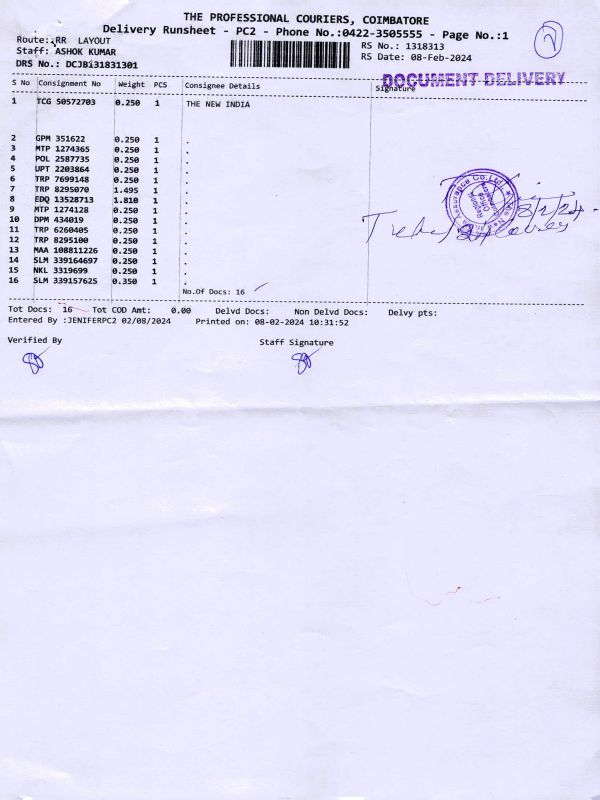 THE PROFESSIONAL COURIERS, COIMBATORE
Delivery Runsheet - PC2 - Phone No.:0422-3505555 - Page No.:1
2
Route: RR LAYOUT
RS No.: 1318313
Staff: ASHOK KUMAR
RS Date: 08-Feb-2024
DRS No.: DCJBi31831301
DOCUMENT DELIVERY
S No Consignment No Weight PCS Consignee Details Signature
1 TCG 50572703 0.250 1 THE NEW INDIA
2 GPM 351622 0.250 1 .
3 MTP 1274365 0.250 1 .
4 POL 2587735 0.250 1 .
5 UPT 2203864 0.250 1 .
6 TRP 7699148 0.250 1 .
7 TRP 8295070 1.495 1 .
8 EDQ 13528713 1.810 1 .
9 MTP 1274128 0.250 1 .
10 DPM 434019 0.250 1 .
11 TRP 6260405 0.250 1 .
12 TRP 8295100 0.250 1 .
13 MAA 108811226 0.250 1 .
14 SLM 339164697 0.250 1 .
15 NKL 3319699 0.250 1 .
16 SLM 339157625 0.350 1 .
No.Of Docs: 16
Tot Docs: 16 Tot COD Amt: 0.00 Delvd Docs: Non Delvd Docs: Delvy pts:
Entered By :JENIFERPC2 02/08/2024 Printed on: 08-02-2024 10:31:52
Verified By Staff Signature